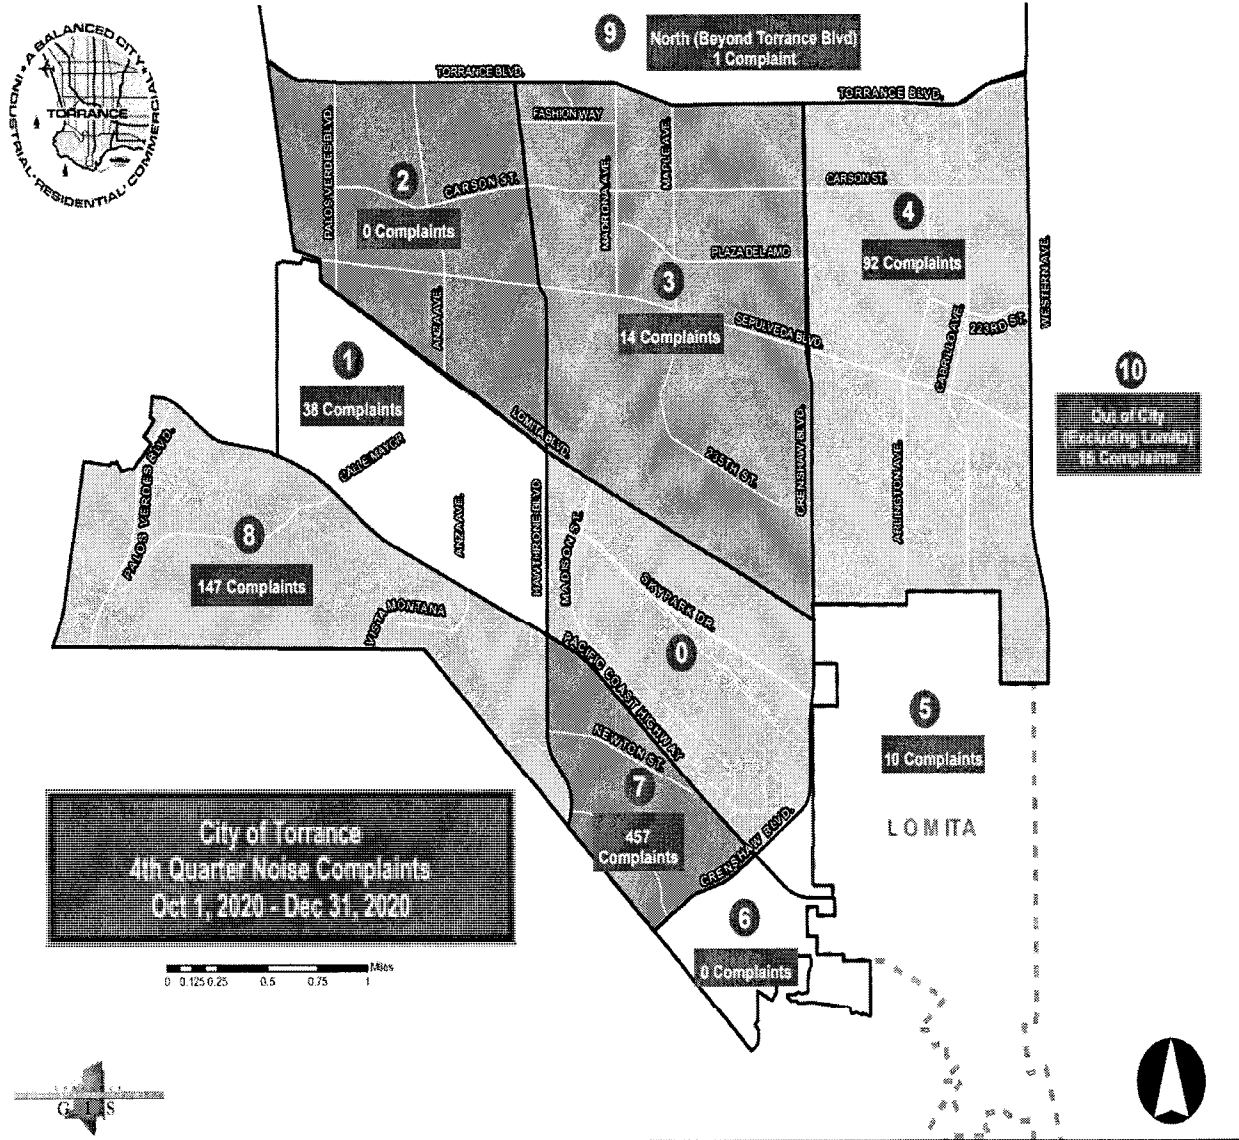 A BALANCED CITY
INDUSTRIAL · RESIDENTIAL · COMMERCIAL
TORRANCE
9
North (Beyond Torrance Blvd)
1 Complaint
TORRANCE BLVD.
TORRANCE BLVD.
FASHION WAY
PALOS VERDES BLVD.
MADRONA AVE.
MAPLE AVE.
2
CARSON ST.
0 Complaints
CARSON ST.
4
92 Complaints
PLAZA DEL AMO
3
14 Complaints
SEPULVEDA BLVD.
ANZA AVE.
WESTERN AVE.
223RD ST.
CABRILLO AVE.
1
38 Complaints
10
Out of City
(Excluding Lomita)
Complaints
LOMITA BLVD.
CALLE MAYOR
235TH ST.
CRENSHAW BLVD.
ARLINGTON AVE.
PALOS VERDES BLVD.
ANZA AVE.
HAWTHRONE BLVD
MADISON ST.
8
147 Complaints
VISTA MONTANA
SKYPARK DR.
0
PACIFIC COAST HIGHWAY
5
10 Complaints
NEWTON ST.
7
457
Complaints
CRENSHAW BLVD.
LOMITA
City of Torrance
4th Quarter Noise Complaints
Oct 1, 2020 - Dec 31, 2020
6
0 Complaints
Miles
0 0.125 0.25 0.5 0.75 1
G I S